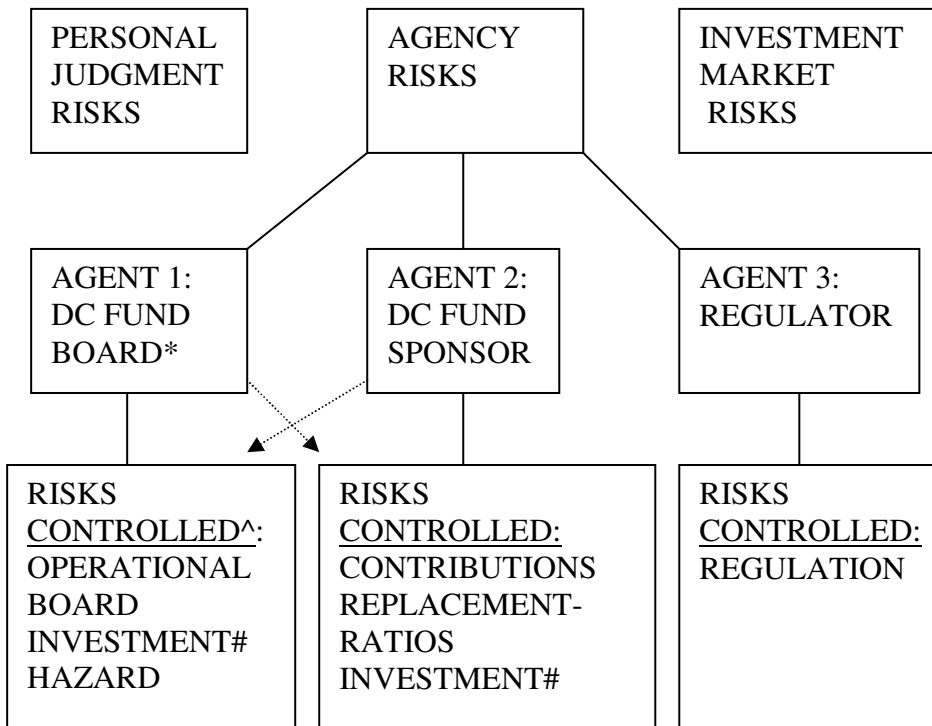 PERSONAL
JUDGMENT
RISKS
AGENCY
RISKS
INVESTMENT
MARKET
RISKS
AGENT 1:
DC FUND
BOARD*
AGENT 2:
DC FUND
SPONSOR
AGENT 3:
REGULATOR
RISKS
CONTROLLED^:
OPERATIONAL
BOARD
INVESTMENT#
HAZARD
RISKS
CONTROLLED:
CONTRIBUTIONS
REPLACEMENT-
RATIOS
INVESTMENT#
RISKS
CONTROLLED:
REGULATION